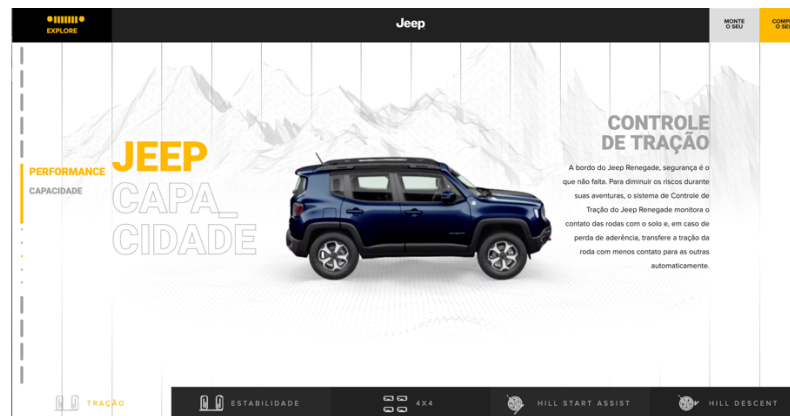 EXPLORE
Jeep
MONTE
O SEU
PERFORMANCE
CAPACIDADE
JEEP
CAPA_
CIDADE
CONTROLE
DE TRAÇÃO
A bordo do Jeep Renegade, segurança é o
que não falta. Para diminuir os riscos durante
suas aventuras, o sistema de Controle de
Tração do Jeep Renegade monitora o
contato das rodas com o solo e, em caso de
perda de aderência, transfere a tração da
roda com menos contato para as outras
automaticamente.
TRAÇÃO
ESTABILIDADE
4X4
HILL START ASSIST
HILL DESCENT